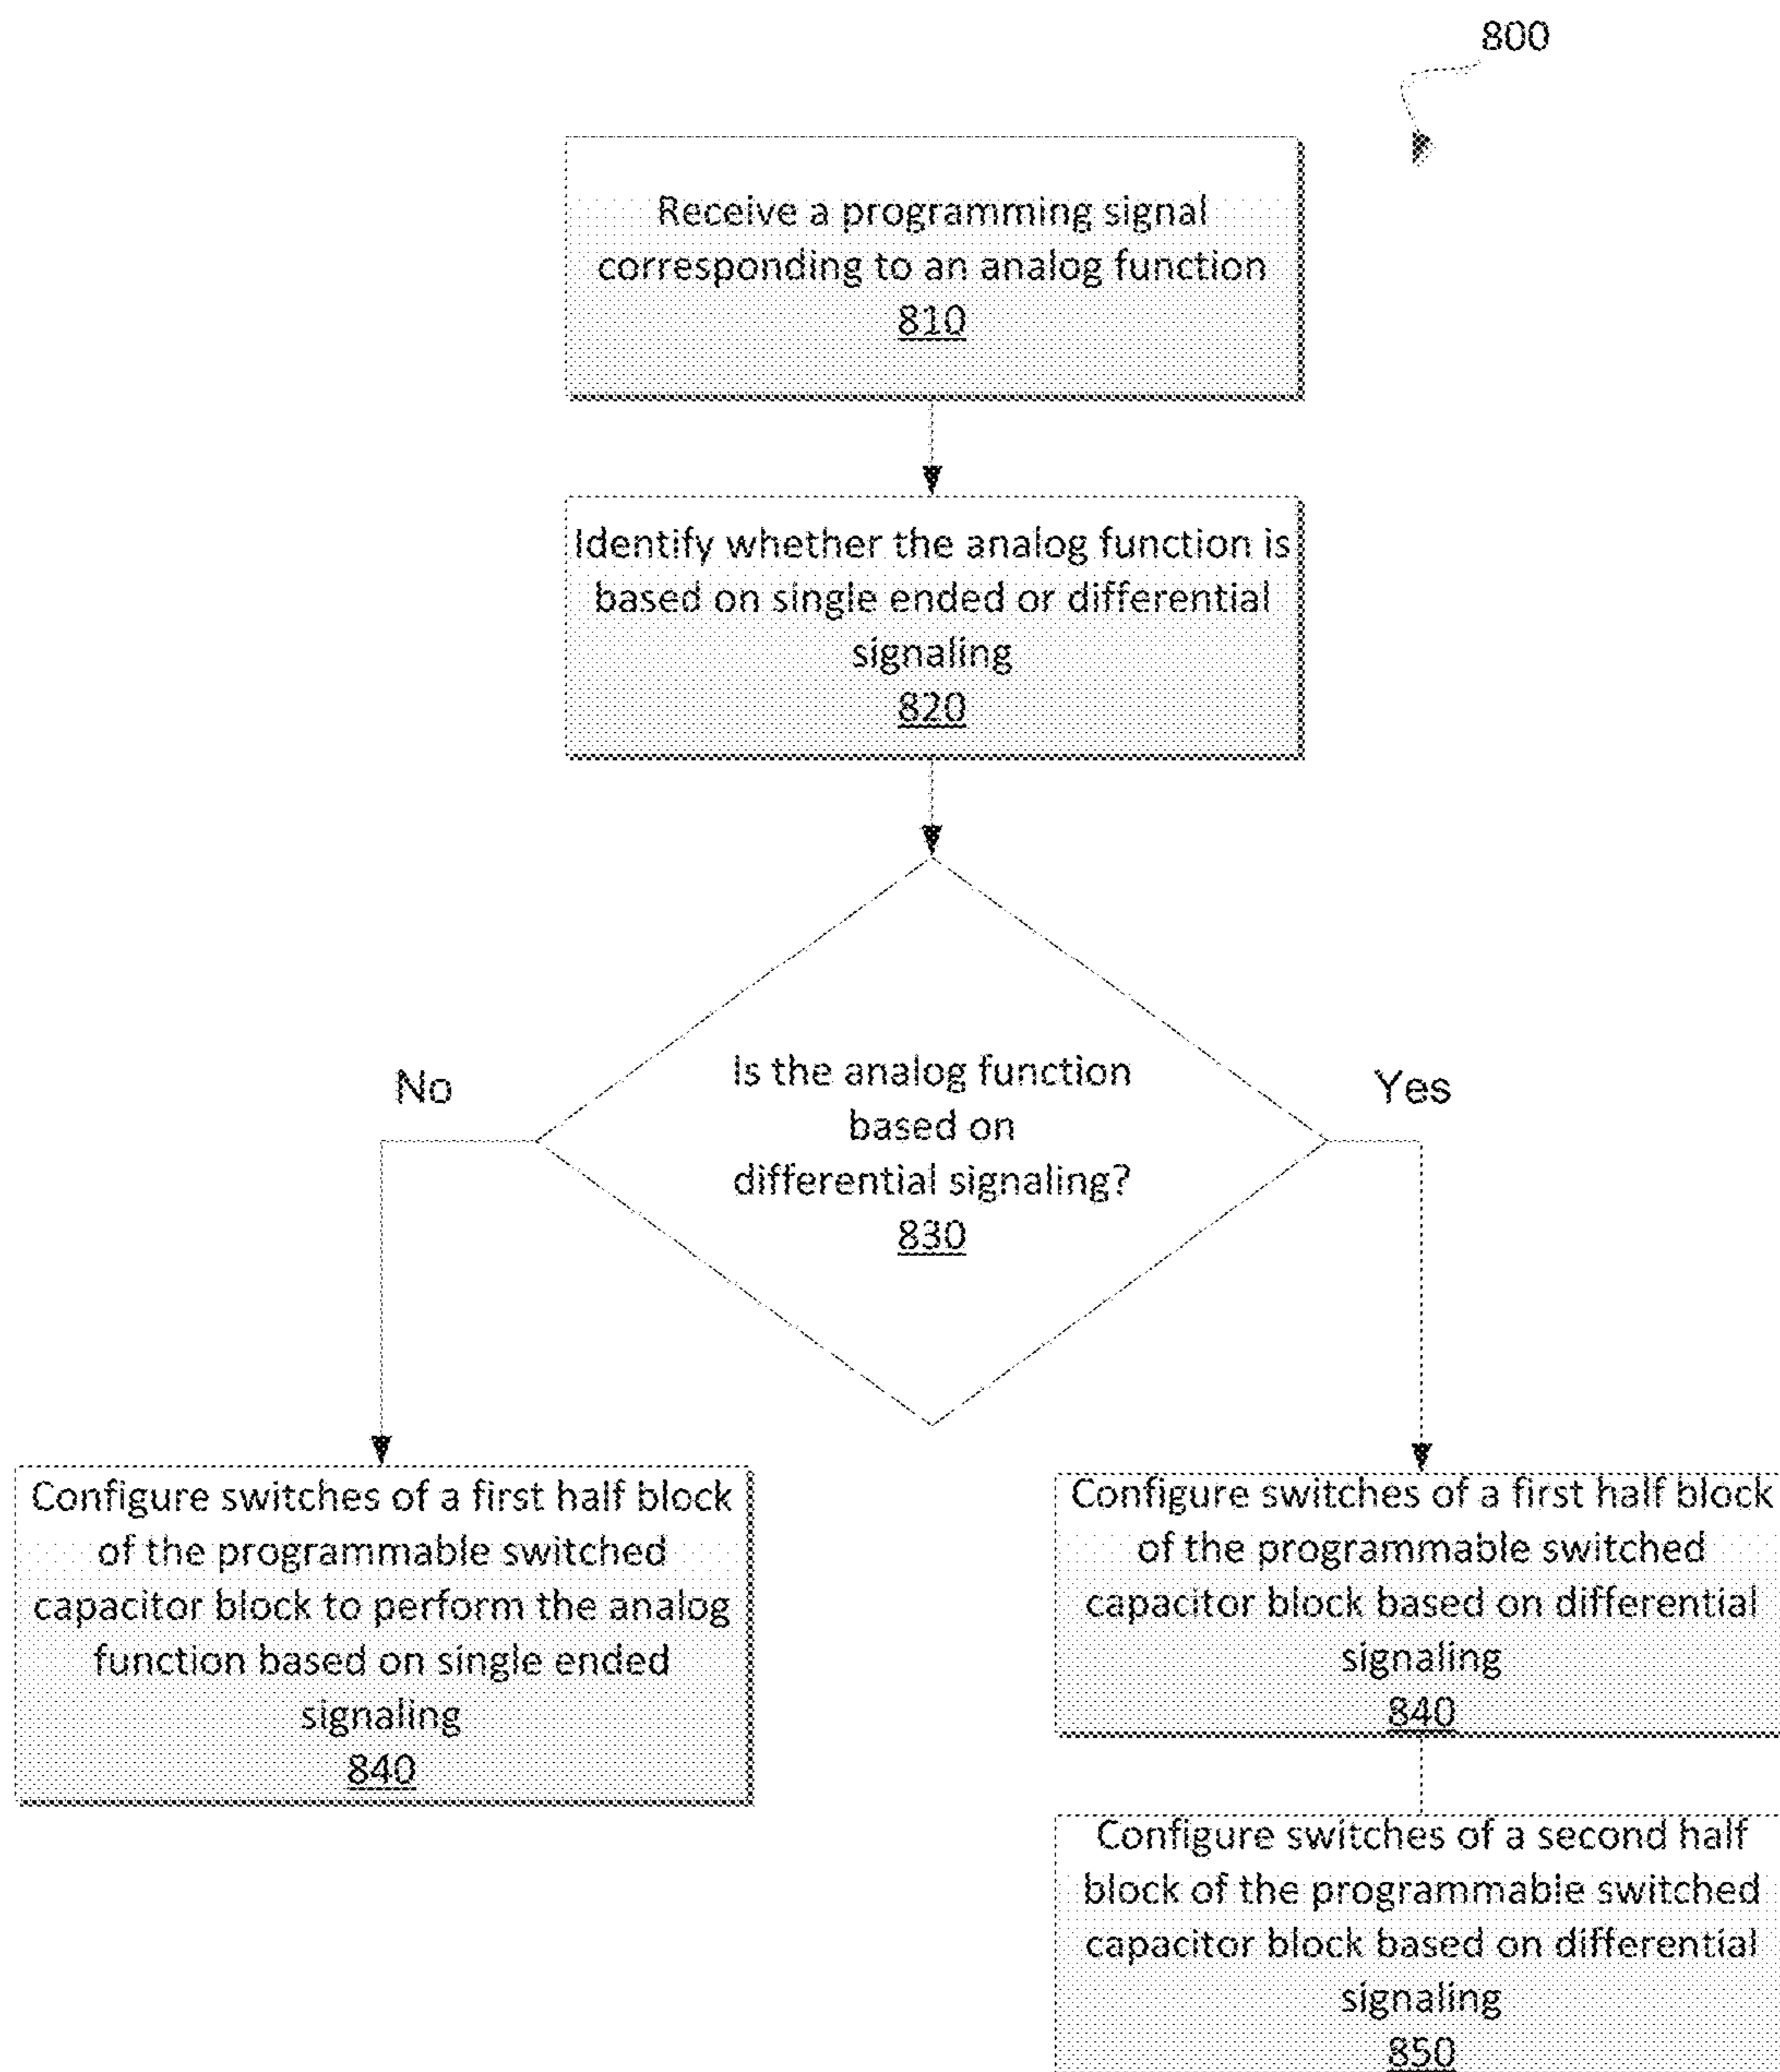 800
Receive a programming signal
corresponding to an analog function
810
Identify whether the analog function is
based on single ended or differential
signaling
820
Is the analog function
based on
differential signaling?
830
No
Yes
Configure switches of a first half block
of the programmable switched
capacitor block to perform the analog
function based on single ended
signaling
840
Configure switches of a first half block
of the programmable switched
capacitor block based on differential
signaling
840
Configure switches of a second half
block of the programmable switched
capacitor block based on differential
signaling
850